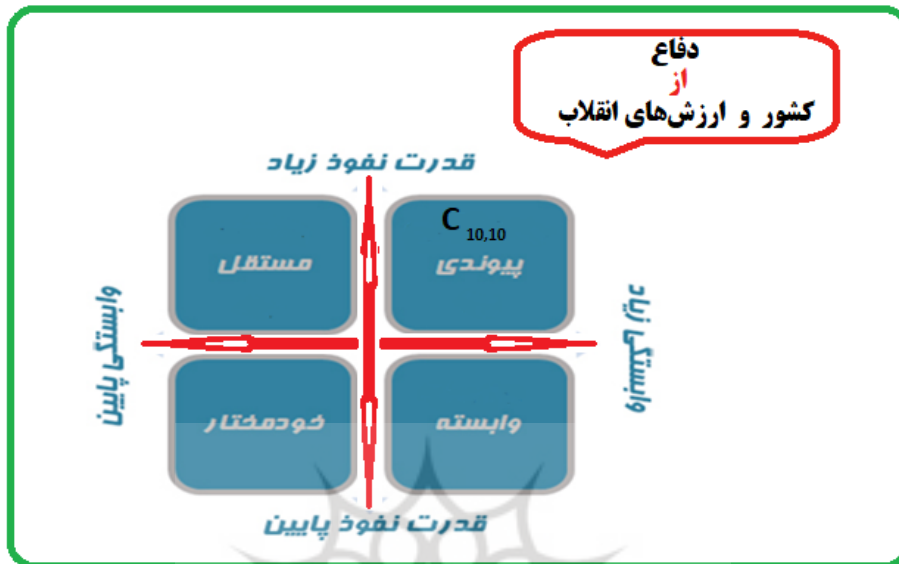 دفاع
از
کشور و ارزش‌های انقلاب
قدرت نفوذ زیاد
C 10,10
پیوندی
مستقل
وابستگی زیاد
وابستگی پایین
وابسته
خودمختار
قدرت نفوذ پایین